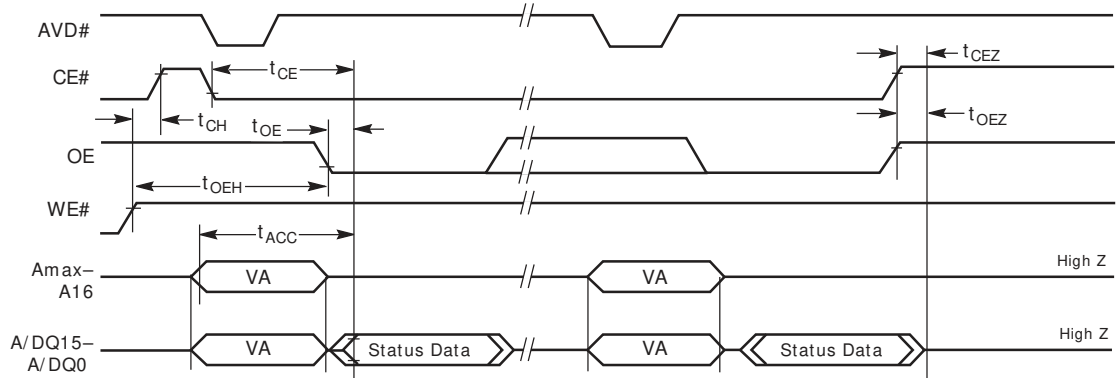 AVD#
CE#
tCE
tCEZ
tCH
tOE
tOEZ
OE
tOEH
WE#
tACC
Amax–
A16
VA
VA
High Z
A/DQ15–
A/DQ0
VA
Status Data
VA
Status Data
High Z